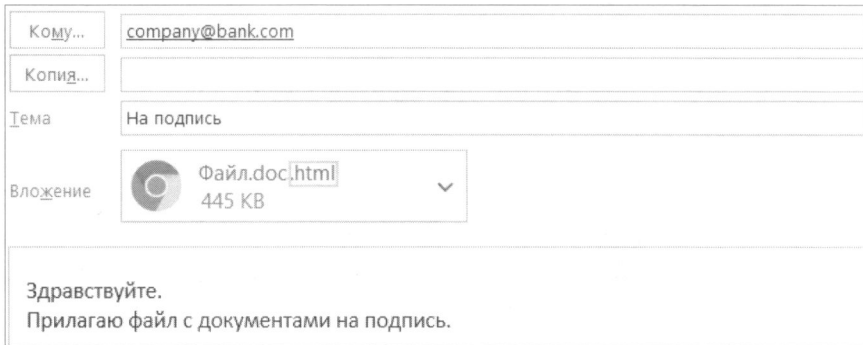 Кому...
company@bank.com
Копия...
Тема
На подпись
Вложение
Файл.doc.html
445 KB
Здравствуйте.
Прилагаю файл с документами на подпись.